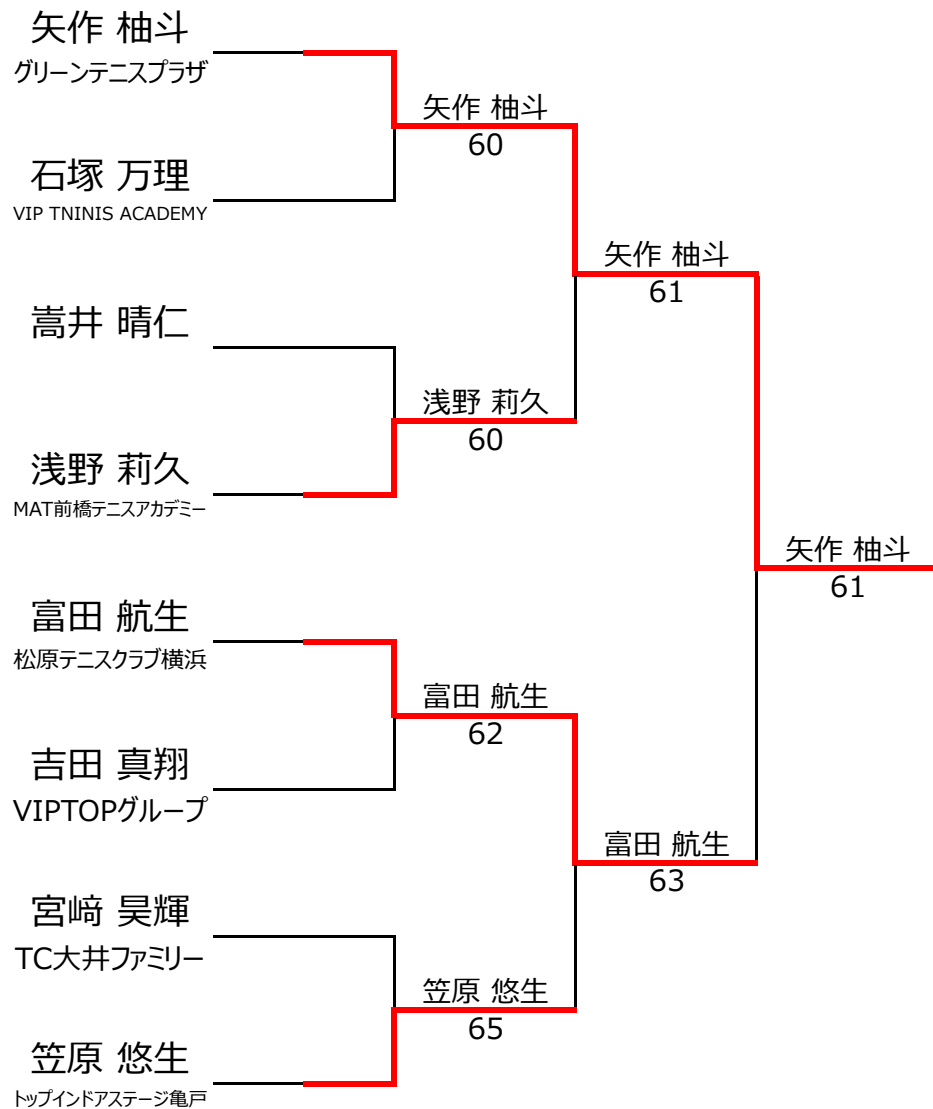 矢作 柚斗
グリーンテニスプラザ
石塚 万理
VIP TNINIS ACADEMY
嵩井 晴仁
浅野 莉久
MAT前橋テニスアカデミー
富田 航生
松原テニスクラブ横浜
吉田 真翔
VIPTOPグループ
宮﨑 昊輝
TC大井ファミリー
笠原 悠生
トップインドアステージ亀戸
矢作 柚斗
60
浅野 莉久
60
富田 航生
62
笠原 悠生
65
矢作 柚斗
61
富田 航生
63
矢作 柚斗
61